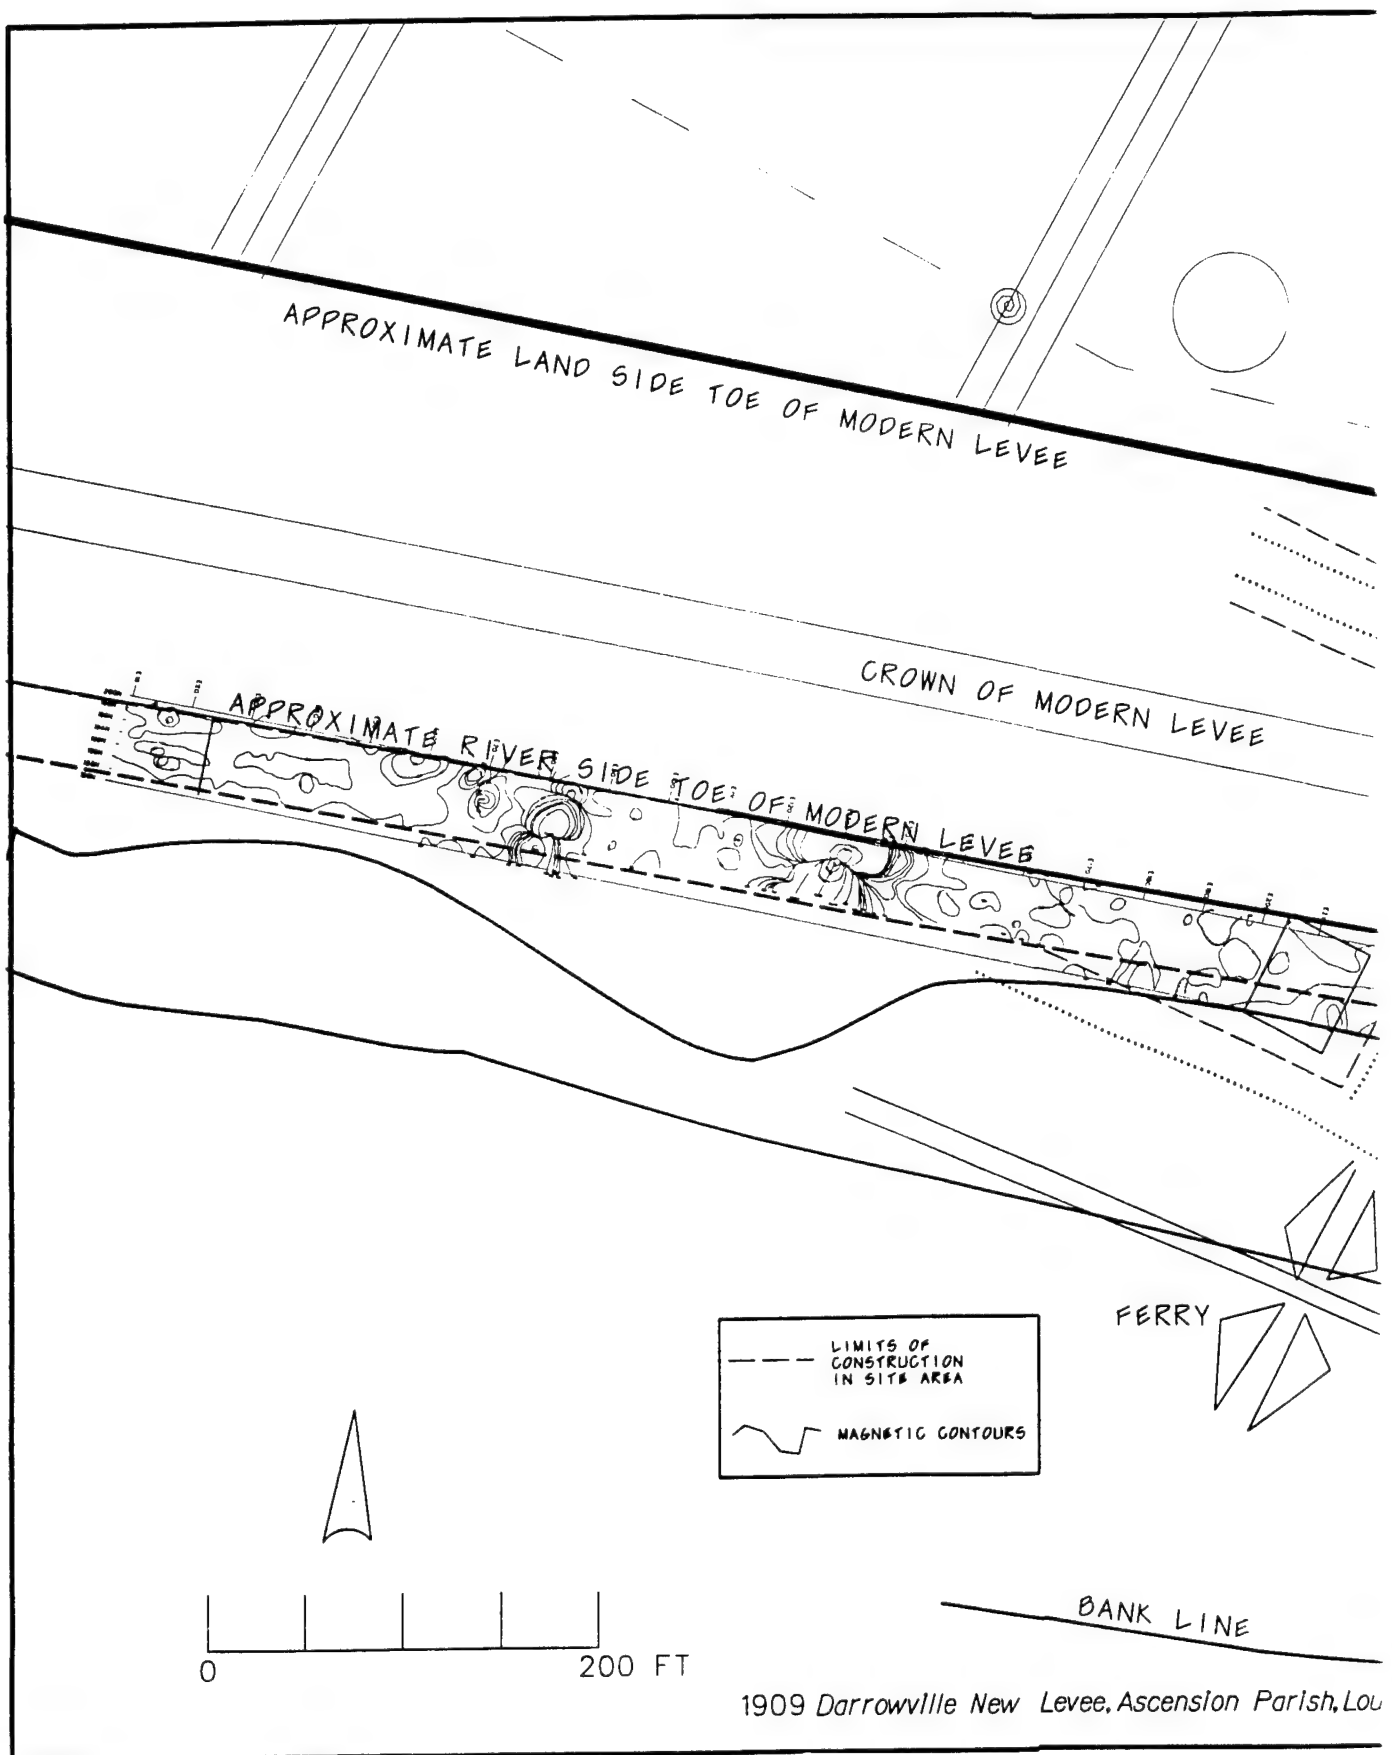 APPROXIMATE LAND SIDE TOE OF MODERN LEVEE
CROWN OF MODERN LEVEE
APPROXIMATE RIVER SIDE TOE OF MODERN LEVEE
FERRY
LIMITS OF
CONSTRUCTION
IN SITE AREA
MAGNETIC CONTOURS
BANK LINE
0
200 FT
1909 Darrowville New Levee, Ascension Parish, Lou